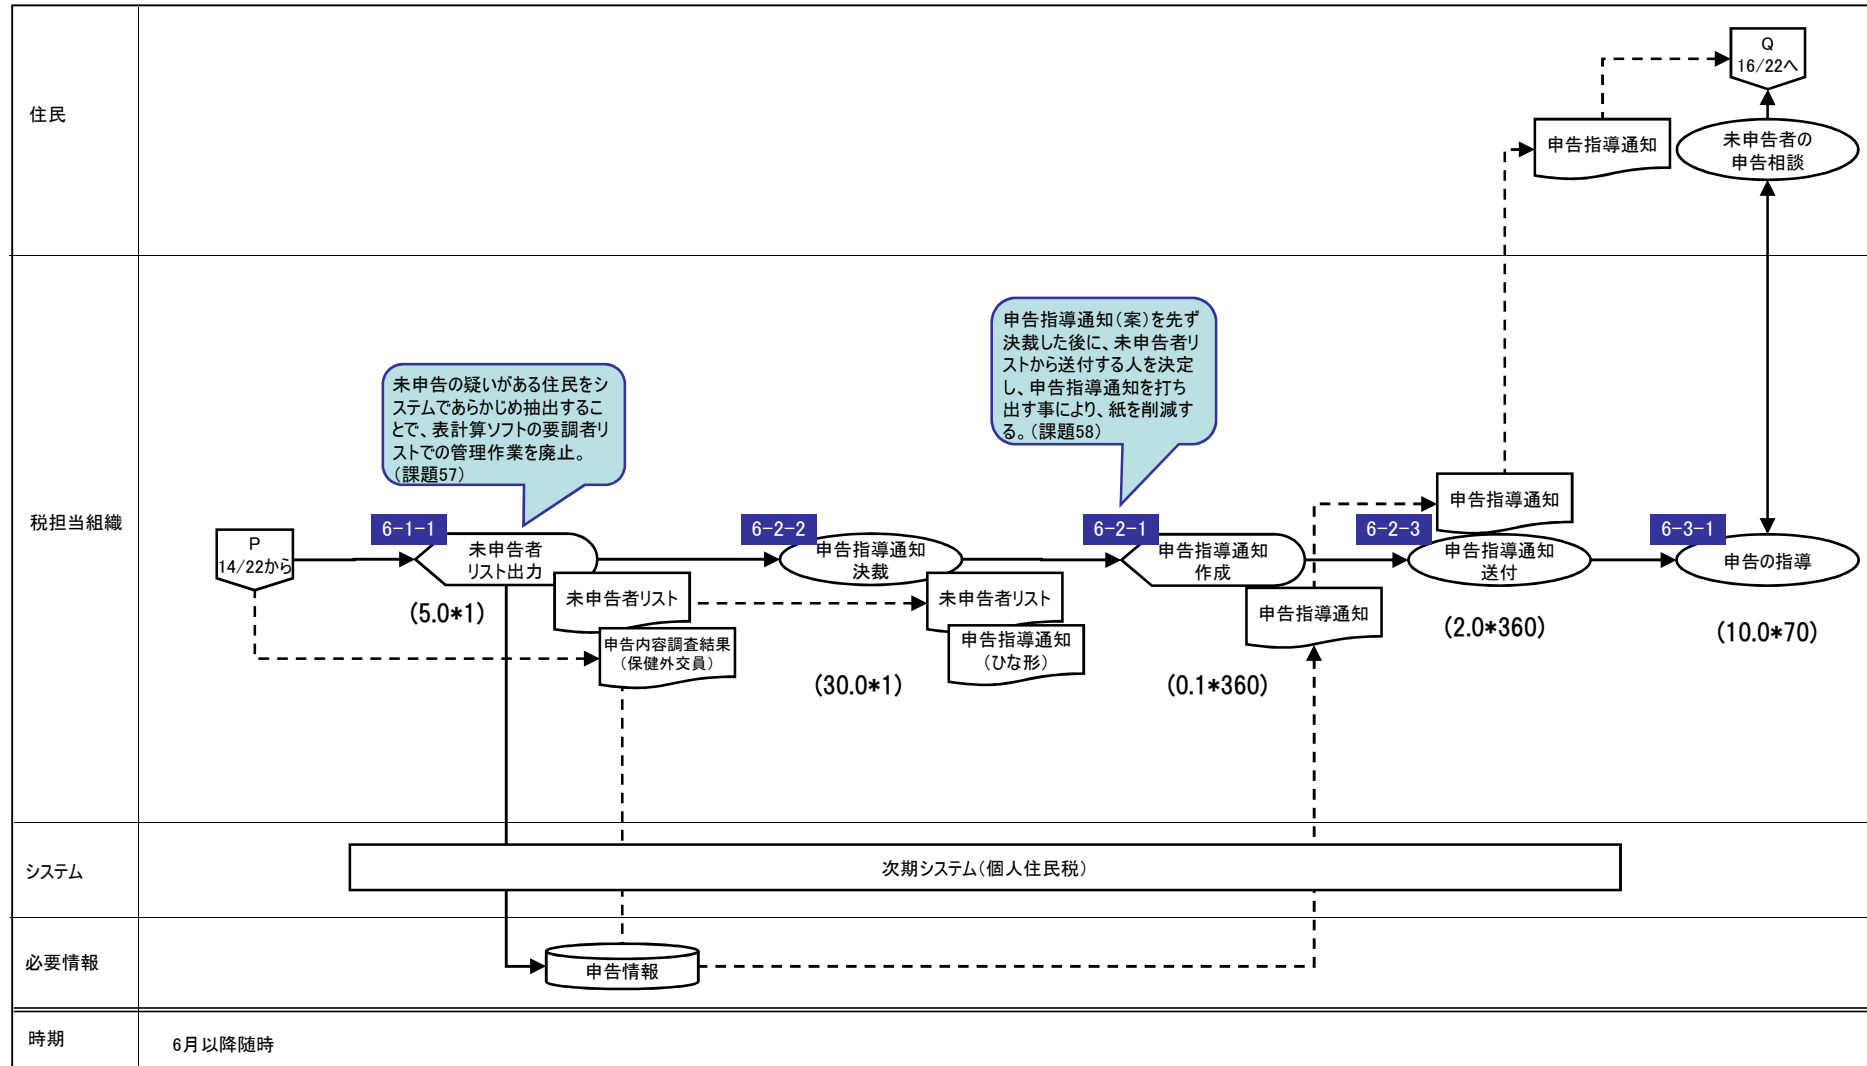 住民
Q
16/22へ
申告指導通知
未申告者の
申告相談
税担当組織
未申告の疑いがある住民をシ
ステムであらかじめ抽出するこ
とで、表計算ソフトの要調者リ
ストでの管理作業を廃止。
(課題57)
申告指導通知(案)を先ず
決裁した後に、未申告者リ
ストから送付する人を決定
し、申告指導通知を打ち
出す事により、紙を削減す
る。(課題58)
P
14/22から
6-1-1
未申告者
リスト出力
未申告者リスト
申告内容調査結果
(保健外交員)
(5.0*1)
6-2-2
申告指導通知
決裁
未申告者リスト
申告指導通知
(ひな形)
(30.0*1)
6-2-1
申告指導通知
作成
申告指導通知
(0.1*360)
申告指導通知
6-2-3
申告指導通知
送付
(2.0*360)
6-3-1
申告の指導
(10.0*70)
システム
次期システム(個人住民税)
必要情報
申告情報
時期
6月以降随時